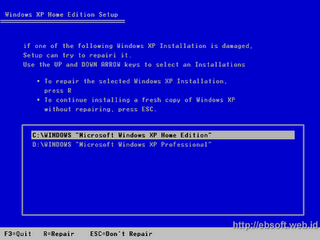 Windows XP Home Edition Setup
if one of the following Windows XP Installation is damaged,
Setup can try to repairi it.
Use the UP and DOWN ARROW keys to select an Installations
• To repair the selected Windows XP Installation,
press R
• To continue installing a fresh copy of Windows XP
without repairing, press ESC.
C:\WINDOWS "Microsoft Windows XP Home Edition"
D:\WINDOWS "Microsoft Windows XP Professional"
http://ebsoft.web.id
F3=Quit R=Repair ESC=Don't Repair